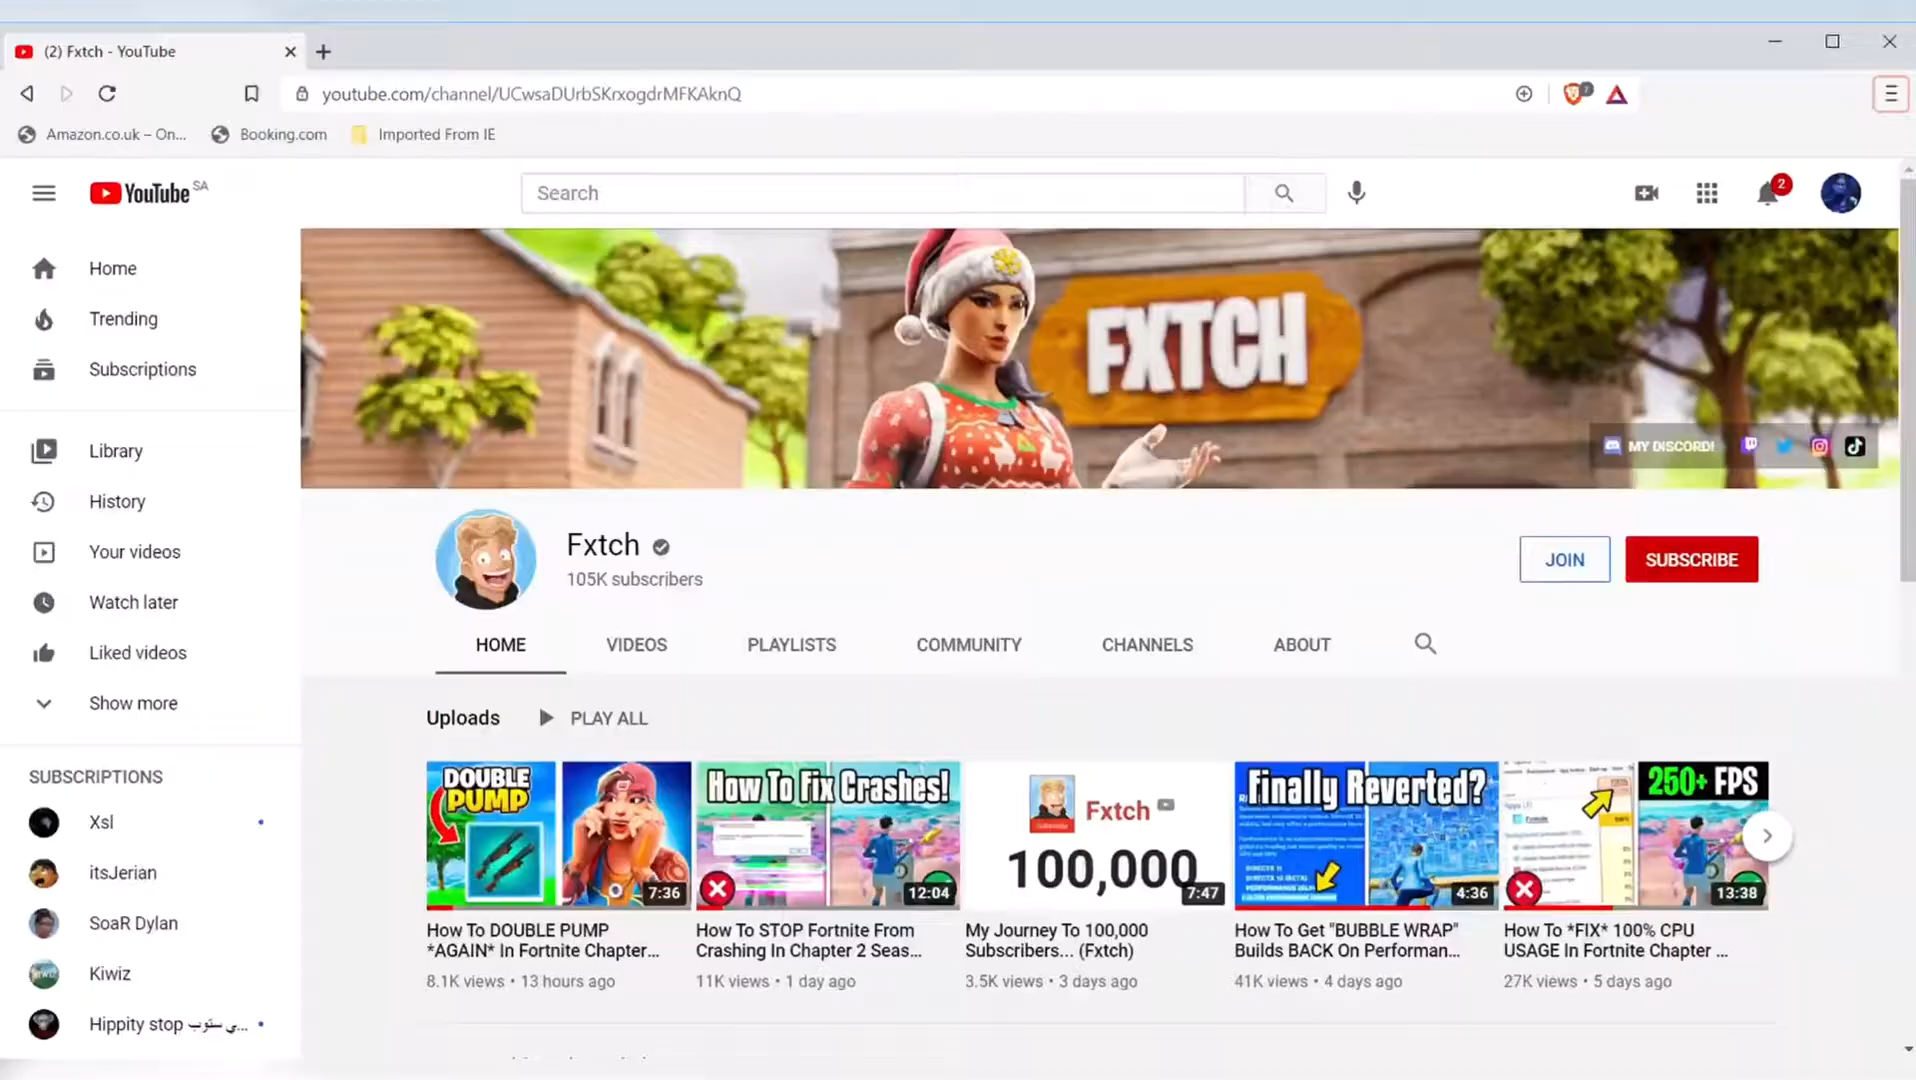 (2) Fxtch - YouTube
youtube.com/channel/UCwsaDUrbSKrxogdrMFKAknQ
7
Amazon.co.uk – On...
Booking.com
Imported From IE
YouTube SA
Search
2
Home
Trending
Subscriptions
Library
History
Your videos
Watch later
Liked videos
Show more
SUBSCRIPTIONS
Xsl
itsJerian
SoaR Dylan
Kiwiz
Hippity stop ي ستوب...
FXTCH
MY DISCORD!
Fxtch
105K subscribers
JOIN
SUBSCRIBE
HOME
VIDEOS
PLAYLISTS
COMMUNITY
CHANNELS
ABOUT
Uploads
PLAY ALL
DOUBLE
PUMP
7:36
How To DOUBLE PUMP
*AGAIN* In Fortnite Chapter...
8.1K views • 13 hours ago
How To Fix Crashes!
12:04
How To STOP Fortnite From
Crashing In Chapter 2 Seas...
11K views • 1 day ago
Fxtch
100,000
7:47
My Journey To 100,000
Subscribers... (Fxtch)
3.5K views • 3 days ago
Finally Reverted?
4:36
How To Get "BUBBLE WRAP"
Builds BACK On Performan...
41K views • 4 days ago
250+ FPS
13:38
How To *FIX* 100% CPU
USAGE In Fortnite Chapter ...
27K views • 5 days ago